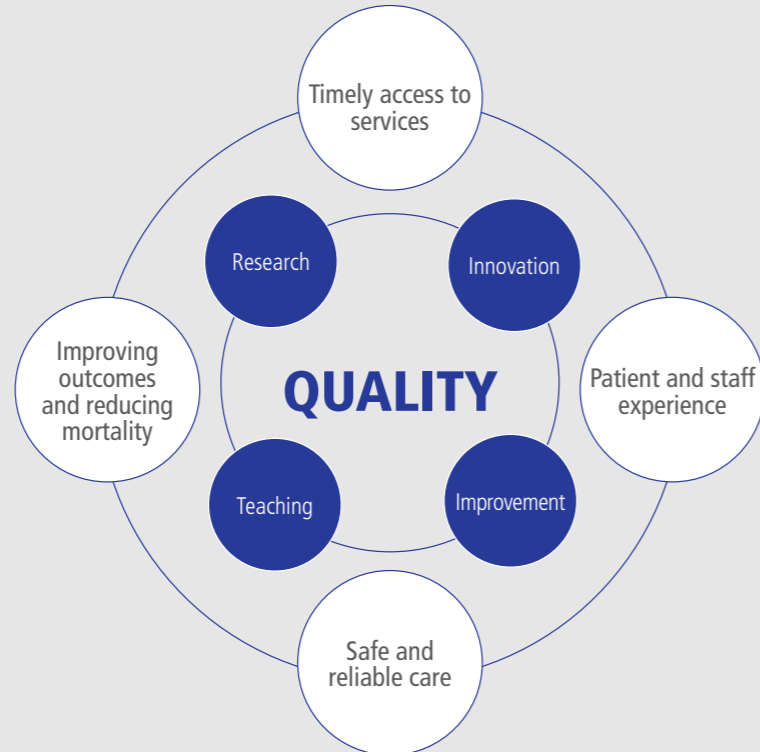 Timely access to
services
Research
Innovation
Improving
outcomes
and reducing
mortality
QUALITY
Patient and staff
experience
Teaching
Improvement
Safe and
reliable care